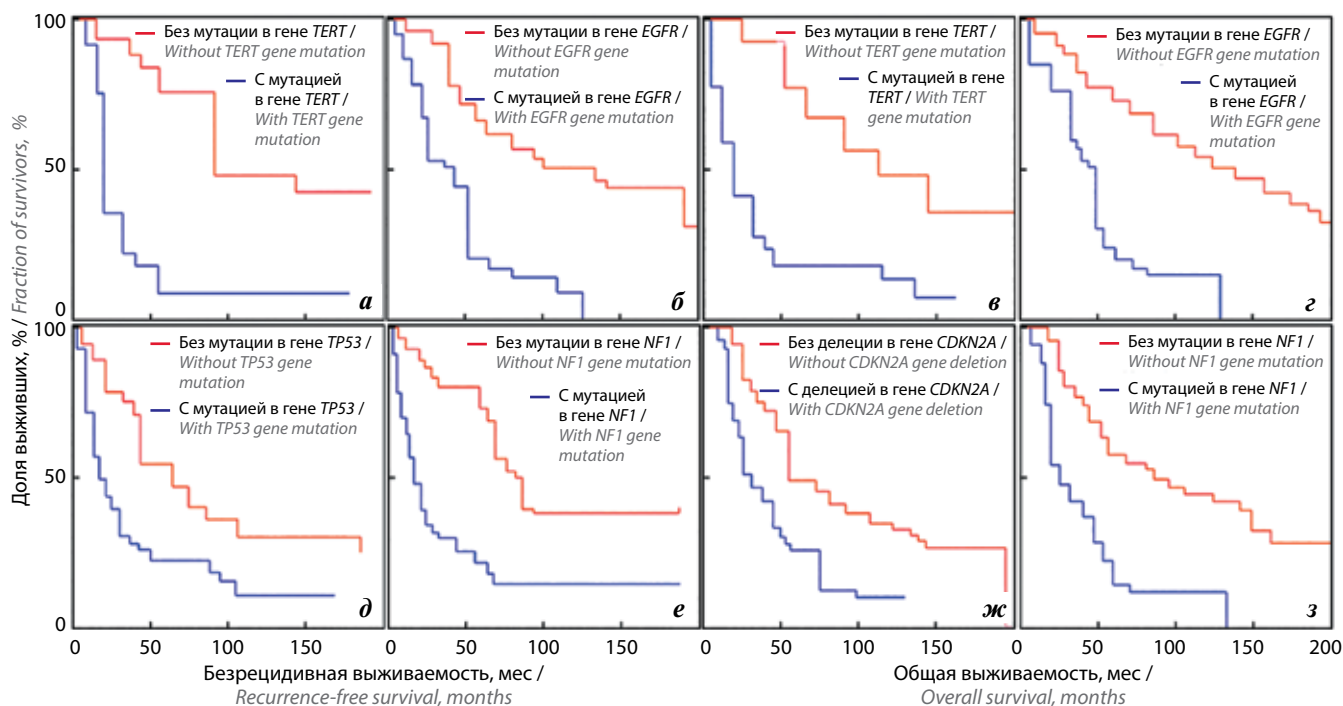 Доля выживших, % / Fraction of survivors, %
100
50
0
Без мутации в гене TERT /
Without TERT gene mutation
С мутацией
в гене TERT /
With TERT gene
mutation
а
Без мутации в гене EGFR /
Without EGFR gene
mutation
С мутацией в гене EGFR /
With EGFR gene mutation
б
Без мутации в гене TERT /
Without TERT gene mutation
С мутацией в гене
TERT / With TERT
gene mutation
в
Без мутации в гене EGFR /
Without EGFR gene mutation
С мутацией
в гене EGFR /
With EGFR gene
mutation
г
100
50
0
Без мутации в гене TP53 /
Without TP53 gene
mutation
С мутацией в гене TP53 /
With TP53 gene mutation
д
Без мутации в гене NF1 /
Without NF1 gene mutation
С мутацией
в гене NF1 /
With NF1 gene
mutation
е
Без делеции в гене CDKN2A /
Without CDKN2A gene deletion
С делецией в гене CDKN2A /
With CDKN2A gene deletion
ж
Без мутации в гене NF1 /
Without NF1 gene mutation
С мутацией в гене NF1 /
With NF1 gene mutation
з
0 50 100 150 0 50 100 150 0 50 100 150 0 50 100 150 200
Безрецидивная выживаемость, мес /
Recurrence-free survival, months
Общая выживаемость, мес /
Overall survival, months